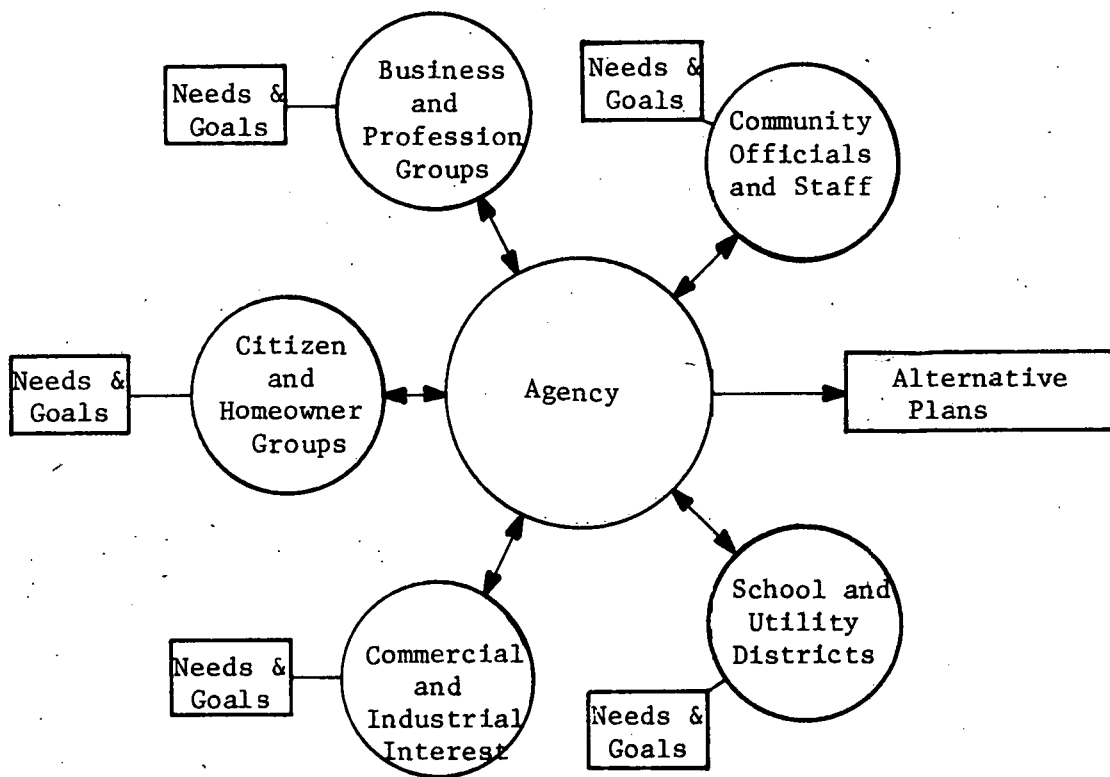 Needs &
Goals
Business
and
Profession
Groups
Needs &
Goals
Community
Officials
and Staff
Needs &
Goals
Citizen
and
Homeowner
Groups
Agency
Alternative
Plans
Needs &
Goals
Commercial
and
Industrial
Interest
School and
Utility
Districts
Needs &
Goals